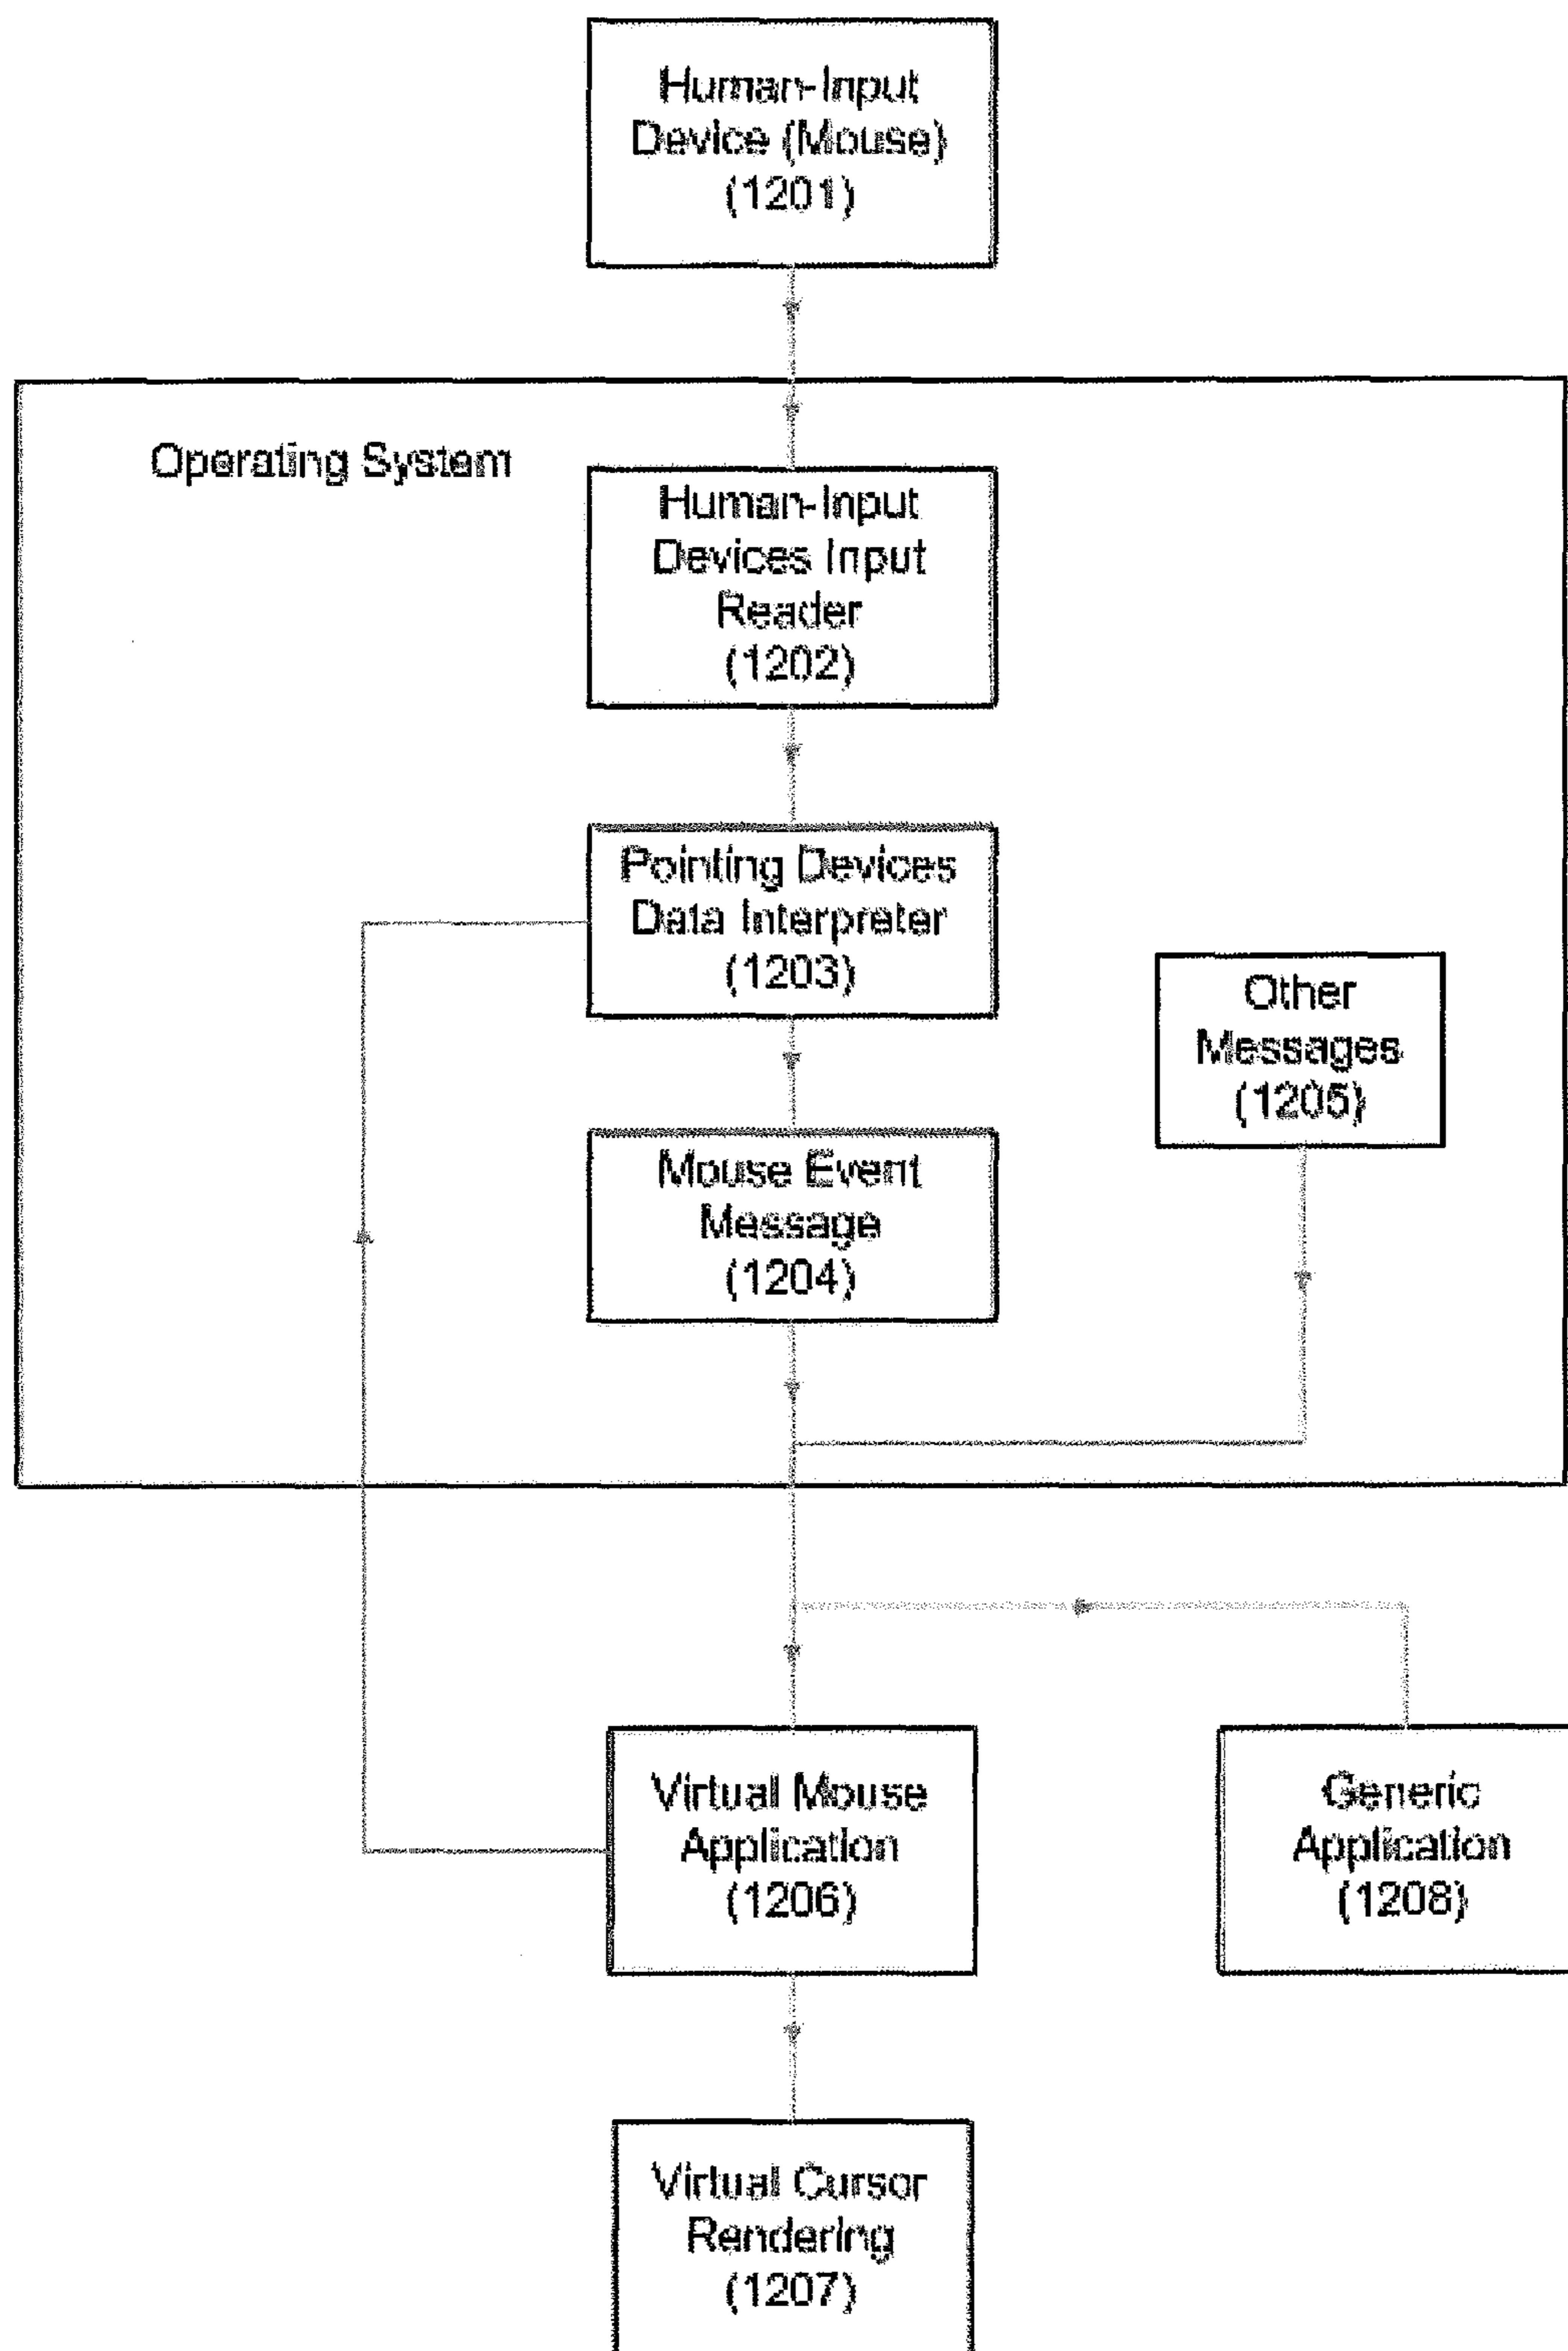 Human-Input
Device (Mouse)
(1201)
Operating System
Human-Input
Devices Input
Reader
(1202)
Pointing Devices
Data Interpreter
(1203)
Other
Messages
(1205)
Mouse Event
Message
(1204)
Virtual Mouse
Application
(1206)
Generic
Application
(1208)
Virtual Cursor
Rendering
(1207)